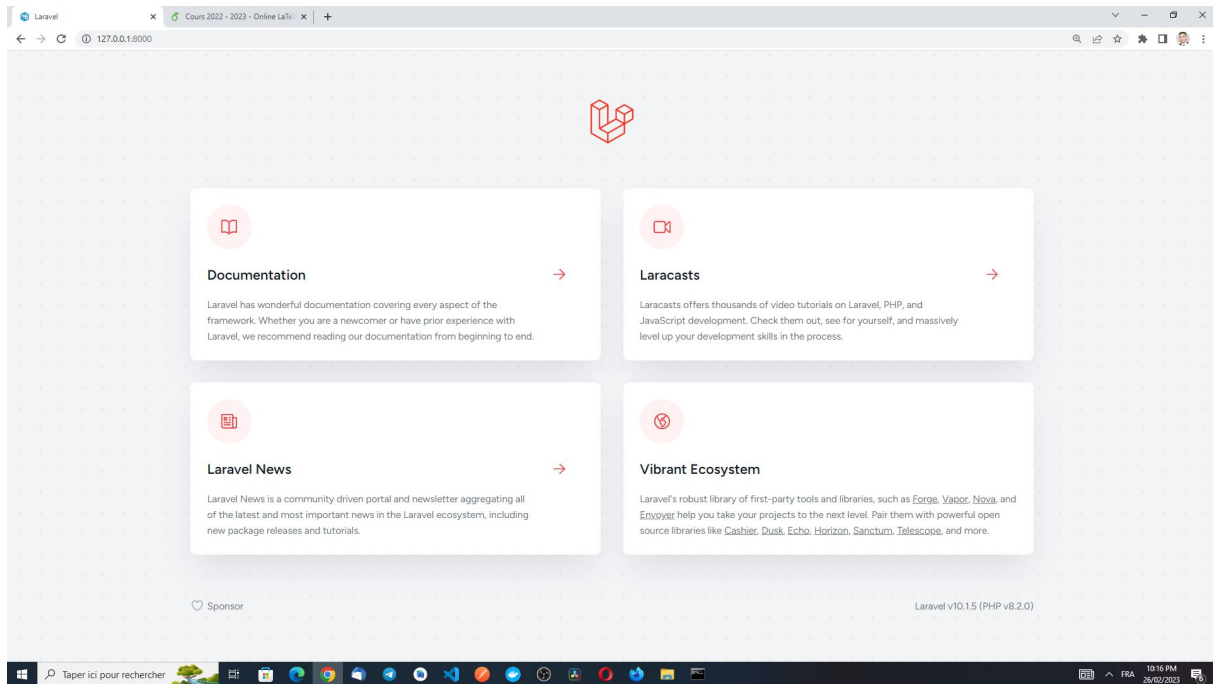 Laravel
Cours 2022 - 2023 - Online LaTe
127.0.0.1:8000
Documentation
Laravel has wonderful documentation covering every aspect of the
framework. Whether you are a newcomer or have prior experience with
Laravel, we recommend reading our documentation from beginning to end.
Laracasts
Laracasts offers thousands of video tutorials on Laravel, PHP, and
JavaScript development. Check them out, see for yourself, and massively
level up your development skills in the process.
Laravel News
Laravel News is a community driven portal and newsletter aggregating all
of the latest and most important news in the Laravel ecosystem, including
new package releases and tutorials.
Vibrant Ecosystem
Laravel's robust library of first-party tools and libraries, such as Forge, Vapor, Nova, and
Envoyer help you take your projects to the next level. Pair them with powerful open
source libraries like Cashier, Dusk, Echo, Horizon, Sanctum, Telescope, and more.
Sponsor
Laravel v10.1.5 (PHP v8.2.0)
Taper ici pour rechercher
FRA
10:16 PM
26/02/2023
6